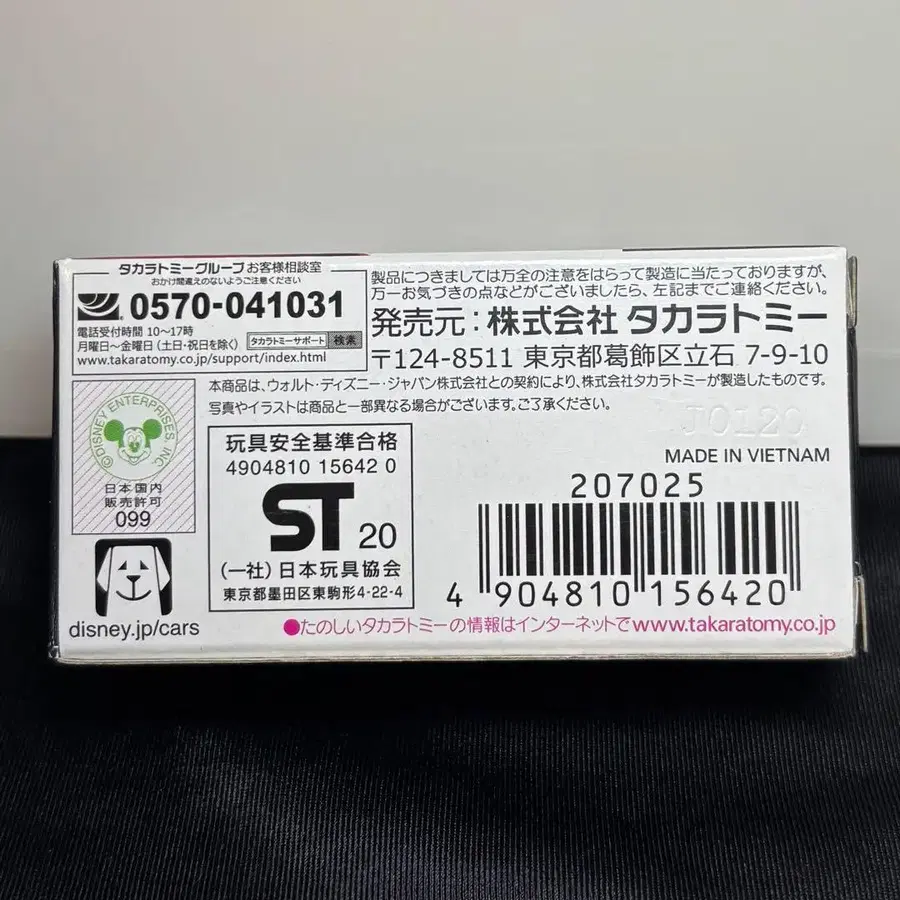 タカラトミーグループ お客様相談室
おかけ間違えのないようご注意ください
0570-041031
電話受付時間 10~17時
月曜日~金曜日 (土日・祝日を除く)
タカラトミーサポート 検索
www.takaratomy.co.jp/support/index.html
製品につきましては万全の注意をはらって製造に当たっておりますが、
万一お気づきの点などがございましたら、左記までご連絡ください。
発売元:株式会社 タカラトミー
〒124-8511 東京都葛飾区立石 7-9-10
本商品は、ウォルト・ディズニー・ジャパン株式会社との契約により、株式会社タカラトミーが製造したものです。
写真やイラストは商品と一部異なる場合がございます。ご了承ください。
©DISNEY ENTERPRISES, INC.
日本国内
販売許可
099
disney.jp/cars
玩具安全基準合格
4904810 15642 0
ST 20
(一社) 日本玩具協会
東京都墨田区東駒形4-22-4
J0120
MADE IN VIETNAM
207025
4 904810 156420
●たのしいタカラトミーの情報はインターネットで www.takaratomy.co.jp